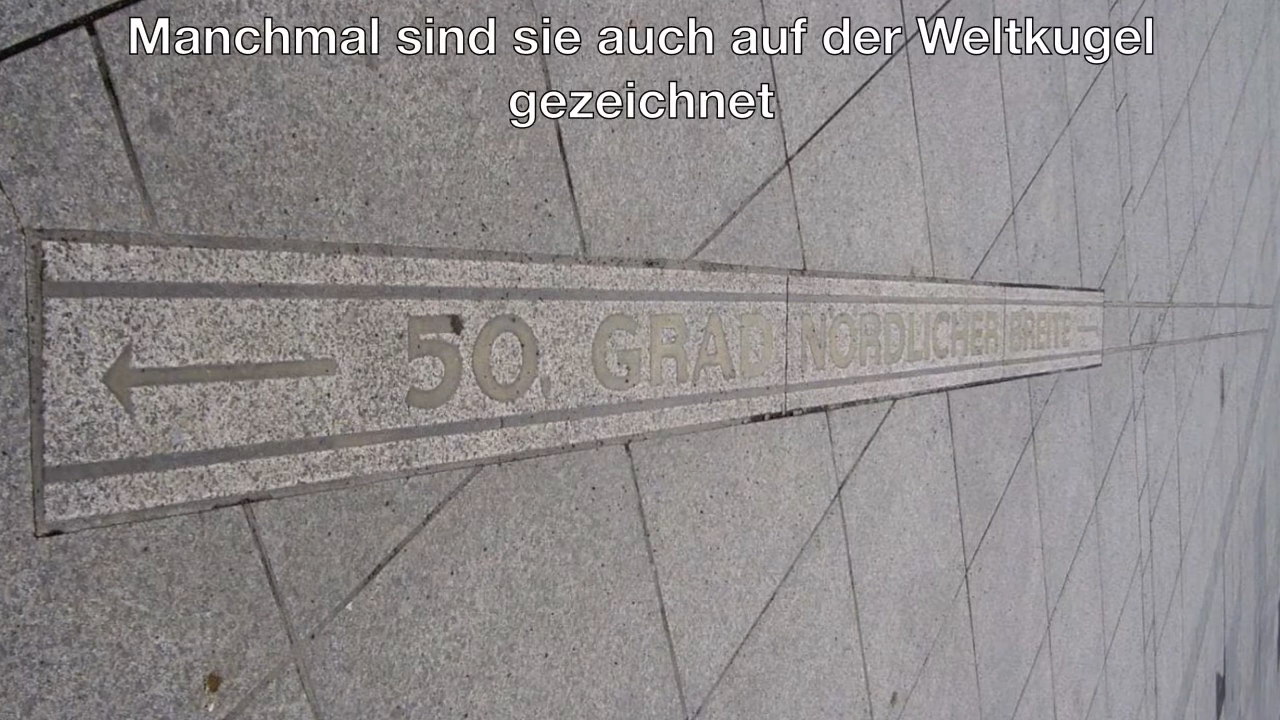 Manchmal sind sie auch auf der Weltkugel
gezeichnet
50. GRAD NÖRDLICHER BREITE